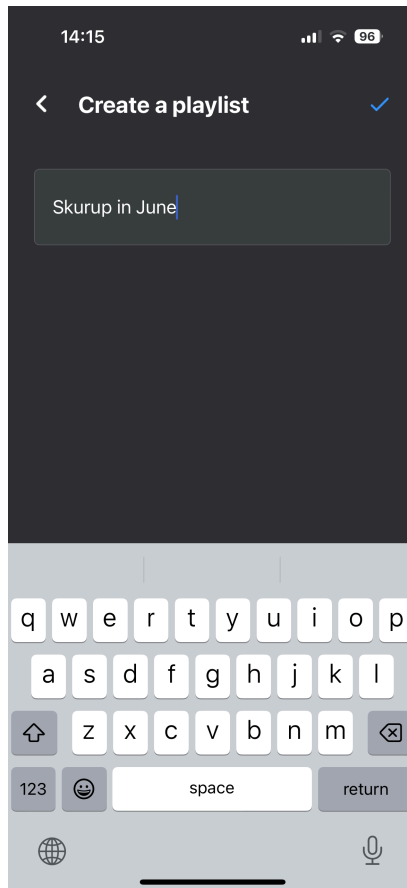 14:15
96
Create a playlist
Skurup in June
q w e r t y u i o p
a s d f g h j k l
z x c v b n m
123 space return